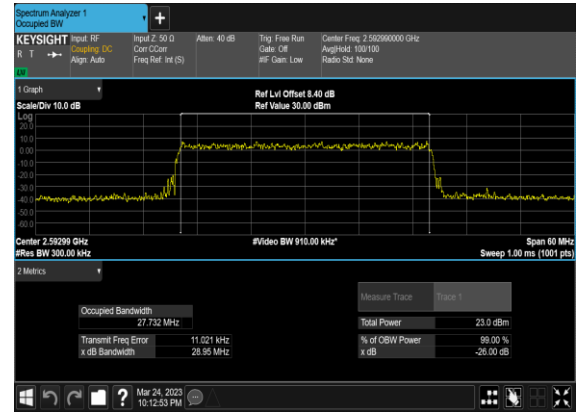 Spectrum Analyzer 1
Occupied BW
+
KEYSIGHT Input: RF Input Z: 50 Ω Atten: 40 dB Trig: Free Run Center Freq: 2.592990000 GHz
R T Coupling: DC Corr CCorr Gate: Off Avg|Hold: 100/100
Align: Auto Freq Ref: Int (S) #IF Gain: Low Radio Std: None
LV
1 Graph
Ref Lvl Offset 8.40 dB
Scale/Div 10.0 dB Ref Value 30.00 dBm
Log
20.0
10.0
0.00
-10.0
-20.0
-30.0
-40.0
-50.0
-60.0
Center 2.59299 GHz #Video BW 910.00 kHz* Span 60 MHz
#Res BW 300.00 kHz Sweep 1.00 ms (1001 pts)
2 Metrics
Measure Trace Trace 1
Occupied Bandwidth
27.732 MHz Total Power 23.0 dBm
Transmit Freq Error 11.021 kHz % of OBW Power 99.00 %
x dB Bandwidth 28.95 MHz x dB -26.00 dB
? Mar 24, 2023
10:12:53 PM